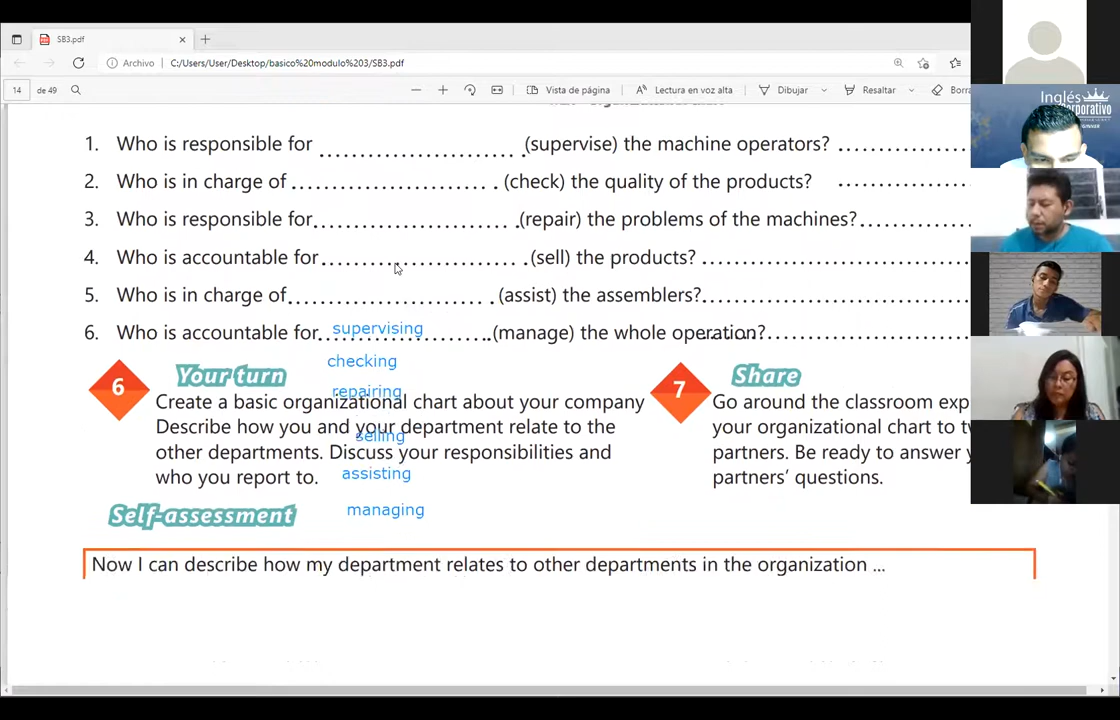 SB3.pdf
Archivo C:/Users/User/Desktop/basico%20modulo%203/SB3.pdf
14 de 49 Vista de página Lectura en voz alta Dibujar Resaltar Borra
Inglés
1. Who is responsible for ........................ (supervise) the machine operators? ................
2. Who is in charge of ........................ (check) the quality of the products? ................
3. Who is responsible for ........................ (repair) the problems of the machines? ................
4. Who is accountable for ........................ (sell) the products? ................
5. Who is in charge of ........................ (assist) the assemblers? ................
6. Who is accountable for ........................ (manage) the whole operation?
supervising
checking
repairing
selling
assisting
managing
6 Your turn
Create a basic organizational chart about your company
Describe how you and your department relate to the
other departments. Discuss your responsibilities and
who you report to.
7 Share
Go around the classroom exp
your organizational chart to tw
partners. Be ready to answer y
partners' questions.
Self-assessment
Now I can describe how my department relates to other departments in the organization ...